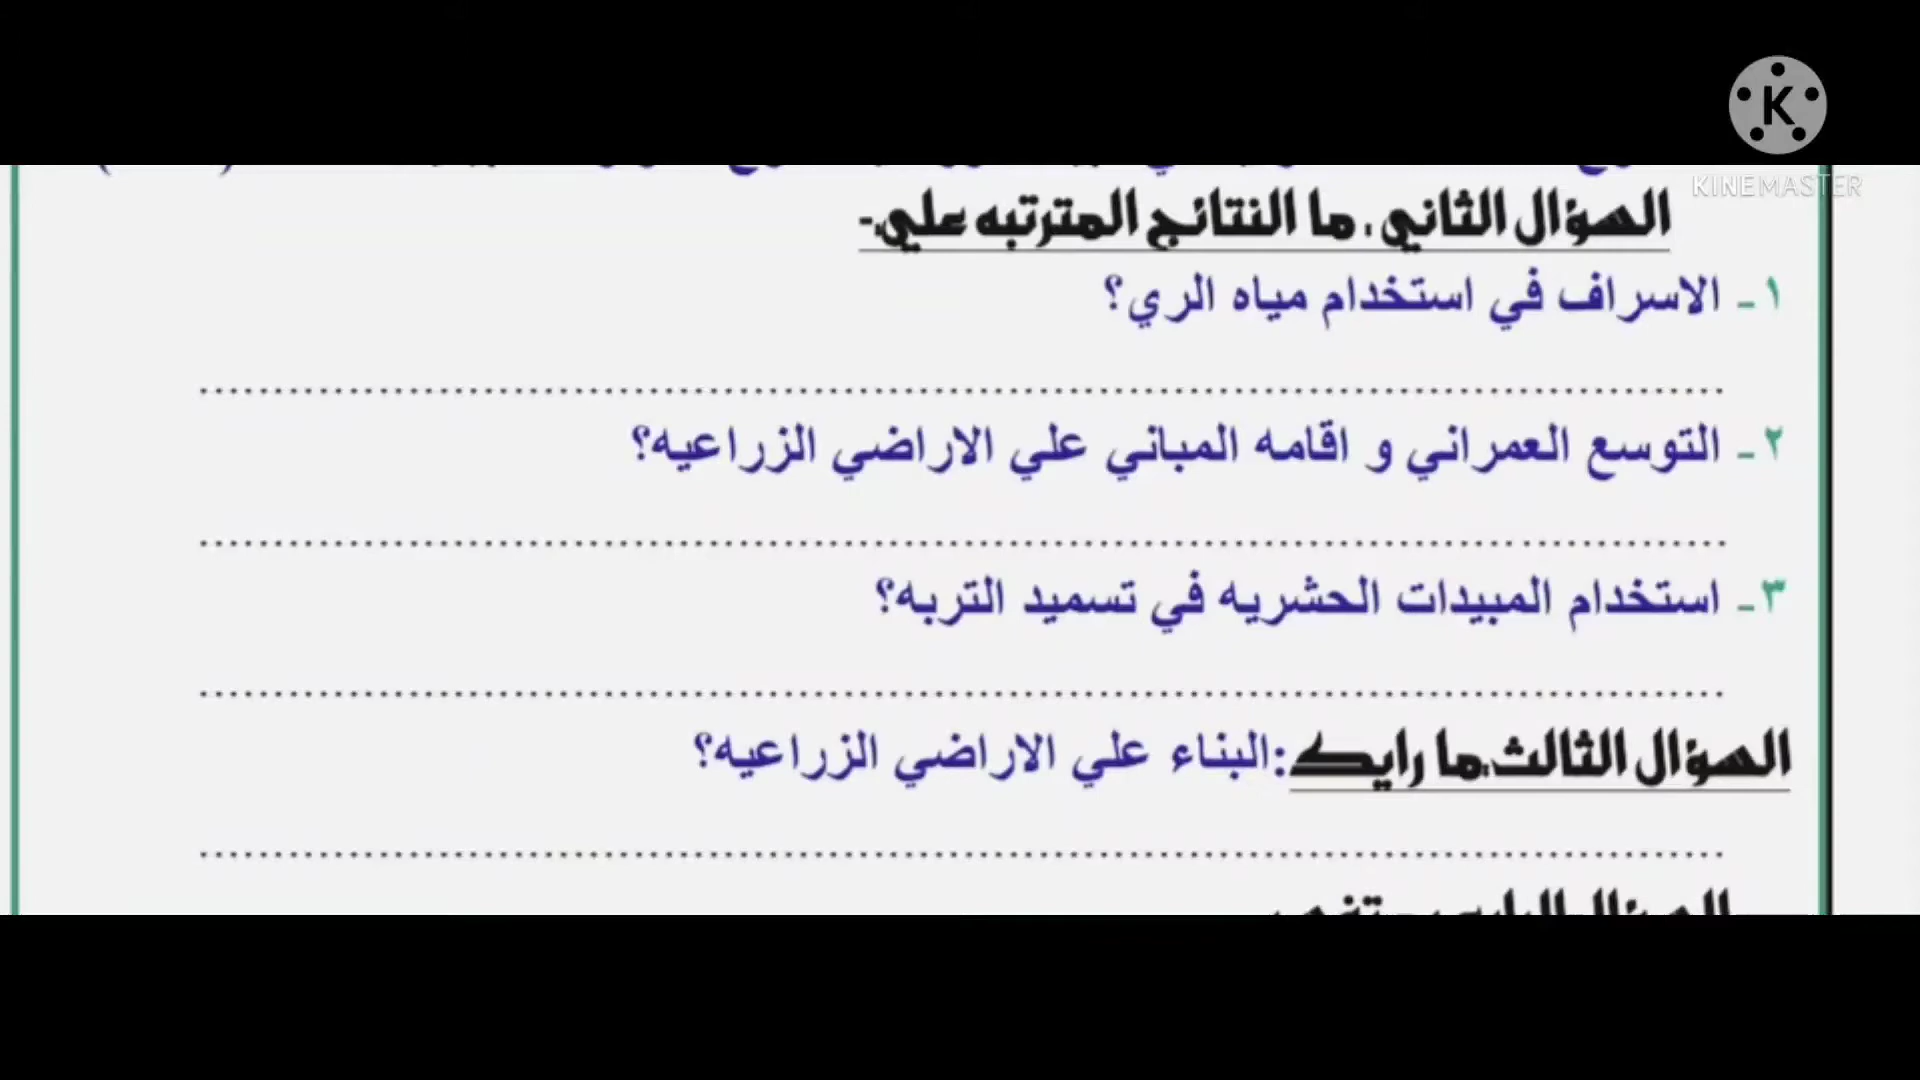 K
KINEMASTER
السؤال الثاني : ما النتائج المترتبه علي:-
١- الاسراف في استخدام مياه الري؟
٢- التوسع العمراني و اقامه المباني علي الاراضي الزراعيه؟
٣- استخدام المبيدات الحشريه في تسميد التربه؟
السؤال الثالث:ما رايك:البناء علي الاراضي الزراعيه؟